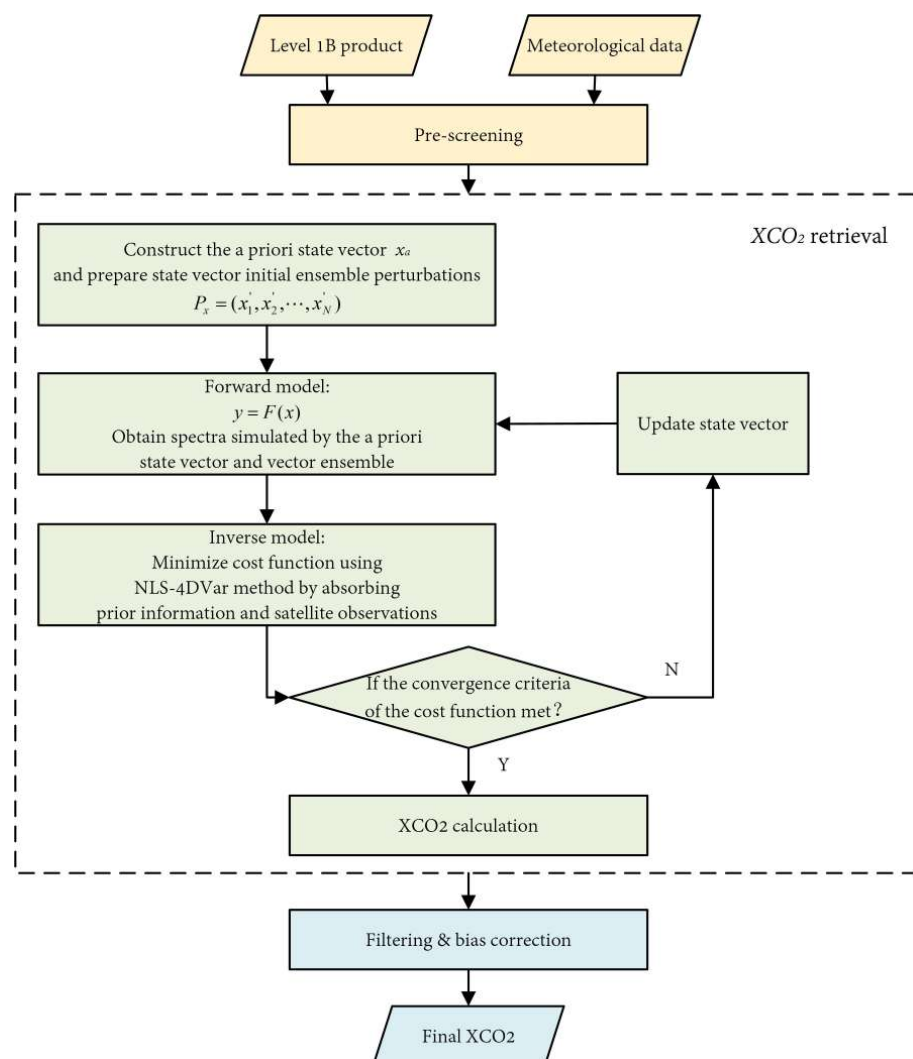 Level 1B product
Meteorological data
Pre-screening
XCO₂ retrieval
Construct the a priori state vector xₐ
and prepare state vector initial ensemble perturbations
Pₓ = (x₁′, x₂′, ⋯, x_N′)
Forward model:
y = F(x)
Obtain spectra simulated by the a priori
state vector and vector ensemble
Update state vector
Inverse model:
Minimize cost function using
NLS-4DVar method by absorbing
prior information and satellite observations
If the convergence criteria
of the cost function met?
N
Y
XCO2 calculation
Filtering & bias correction
Final XCO2